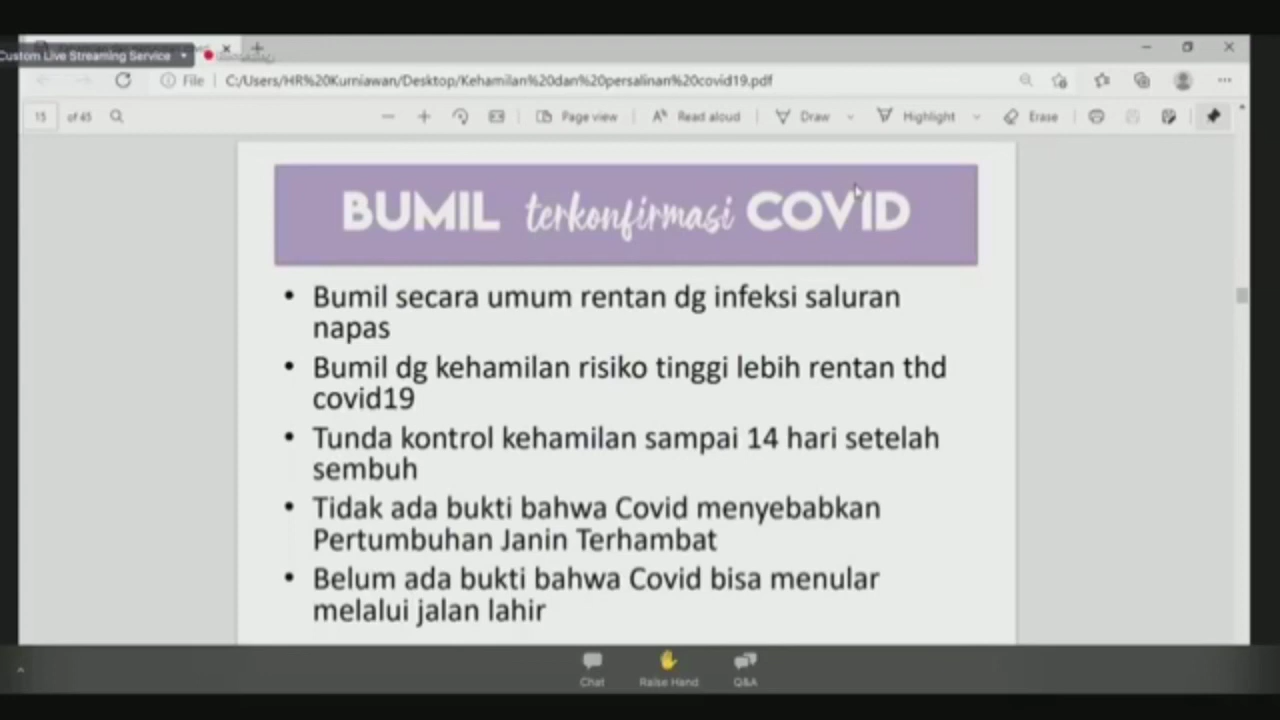 Custom Live Streaming Service
File
C:/Users/HR%20Kurniawan/Desktop/Kehamilan%20dan%20persalinan%20covid19.pdf
15 of 45
Page view
Read aloud
Draw
Highlight
Erase
BUMIL terkonfirmasi COVID
• Bumil secara umum rentan dg infeksi saluran
napas
• Bumil dg kehamilan risiko tinggi lebih rentan thd
covid19
• Tunda kontrol kehamilan sampai 14 hari setelah
sembuh
• Tidak ada bukti bahwa Covid menyebabkan
Pertumbuhan Janin Terhambat
• Belum ada bukti bahwa Covid bisa menular
melalui jalan lahir
Chat
Raise Hand
Q&A